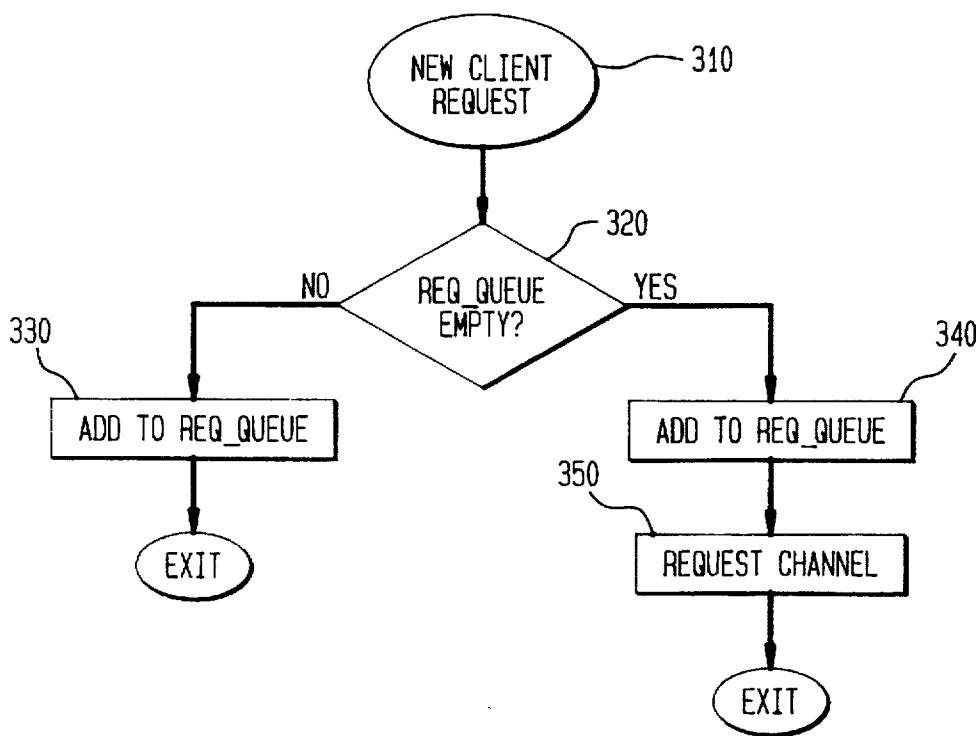 NEW CLIENT
REQUEST
310
320
REQ_QUEUE
EMPTY?
NO
YES
330
340
ADD TO REQ_QUEUE
ADD TO REQ_QUEUE
350
EXIT
REQUEST CHANNEL
EXIT